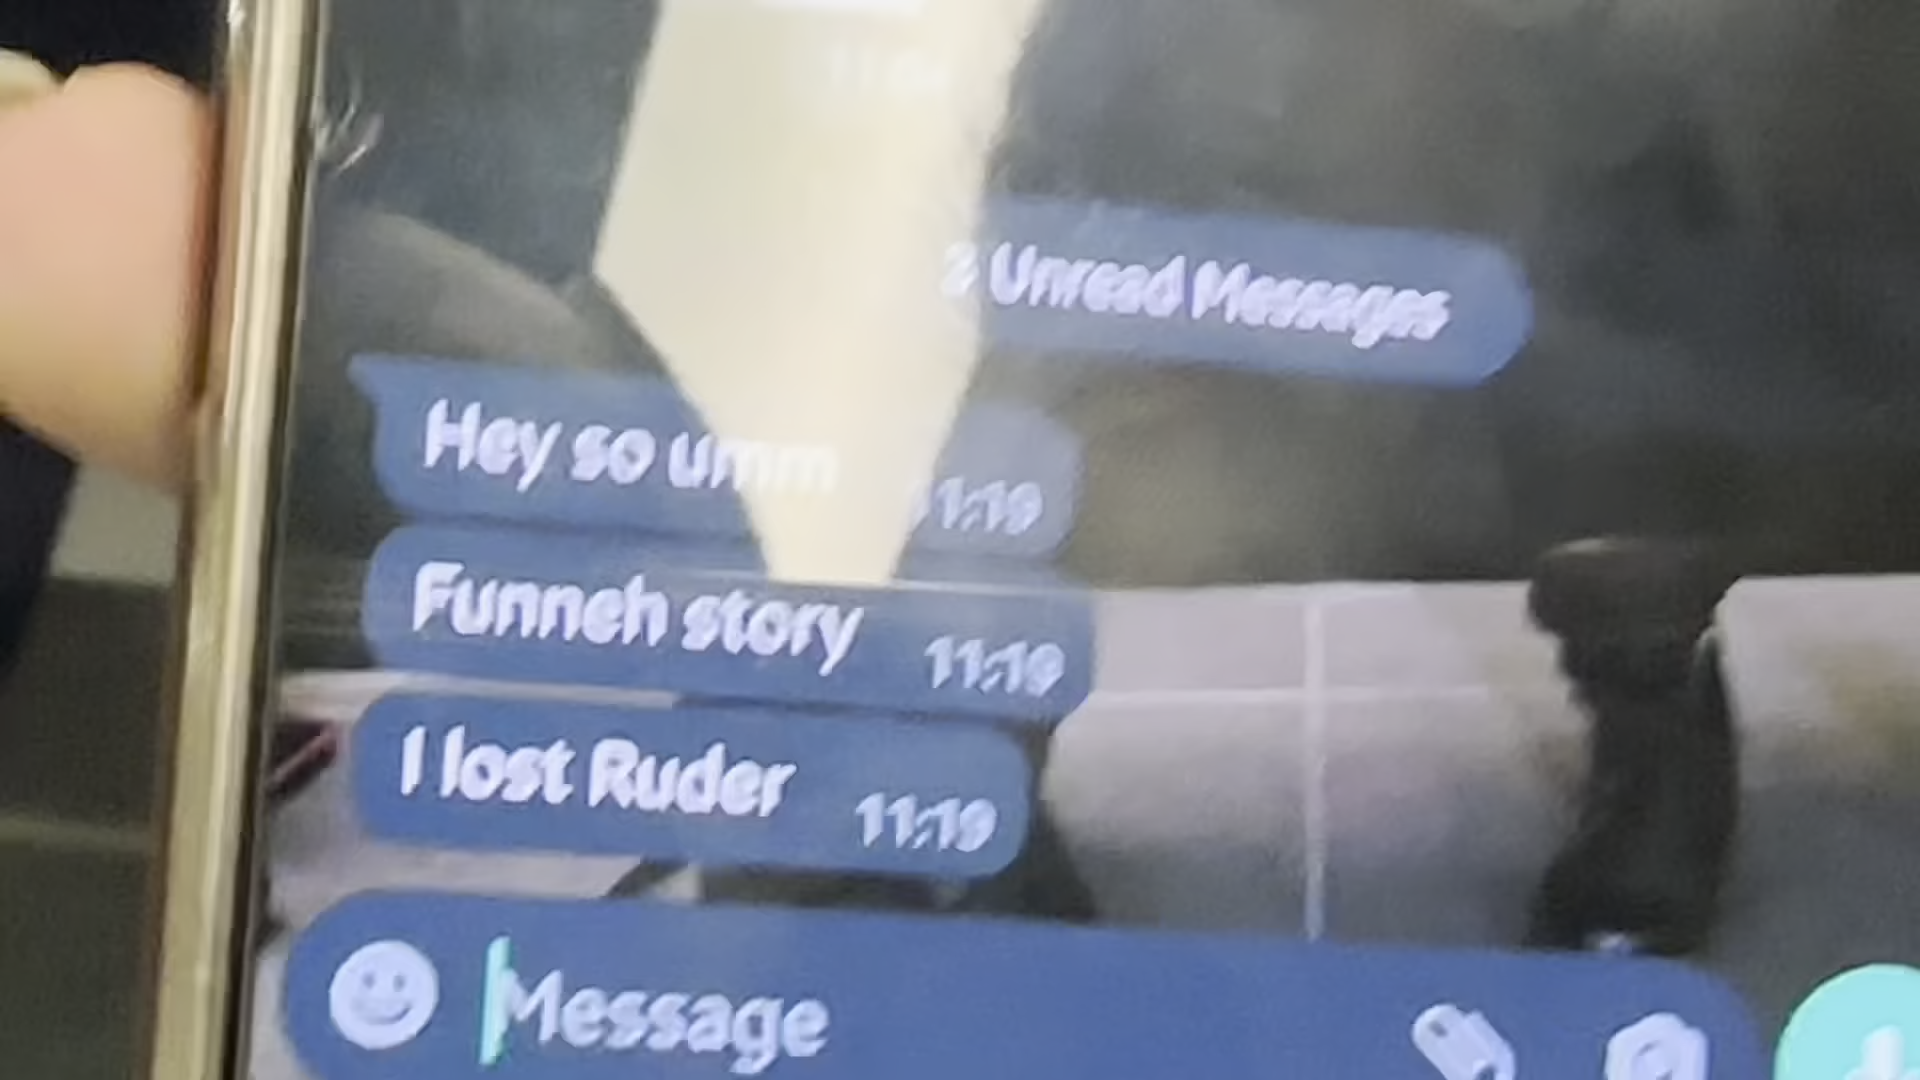 Unread Messages
Hey so umm
11:19
Funneh story
11:19
I lost Ruder
11:19
Message